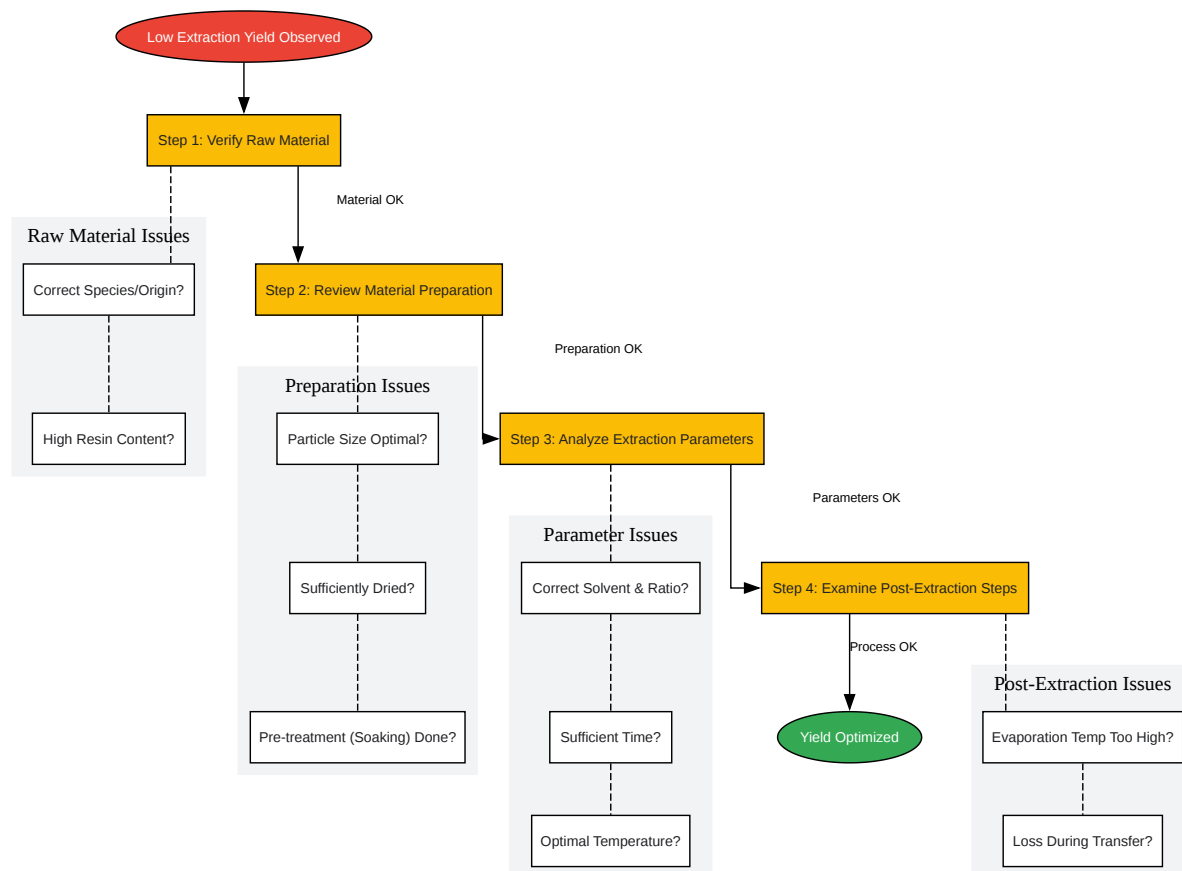 Low Extraction Yield Observed
Step 1: Verify Raw Material
Material OK
Raw Material Issues
Correct Species/Origin?
High Resin Content?
Step 2: Review Material Preparation
Preparation OK
Preparation Issues
Particle Size Optimal?
Sufficiently Dried?
Pre-treatment (Soaking) Done?
Step 3: Analyze Extraction Parameters
Parameters OK
Parameter Issues
Correct Solvent & Ratio?
Sufficient Time?
Optimal Temperature?
Step 4: Examine Post-Extraction Steps
Process OK
Yield Optimized
Post-Extraction Issues
Evaporation Temp Too High?
Loss During Transfer?